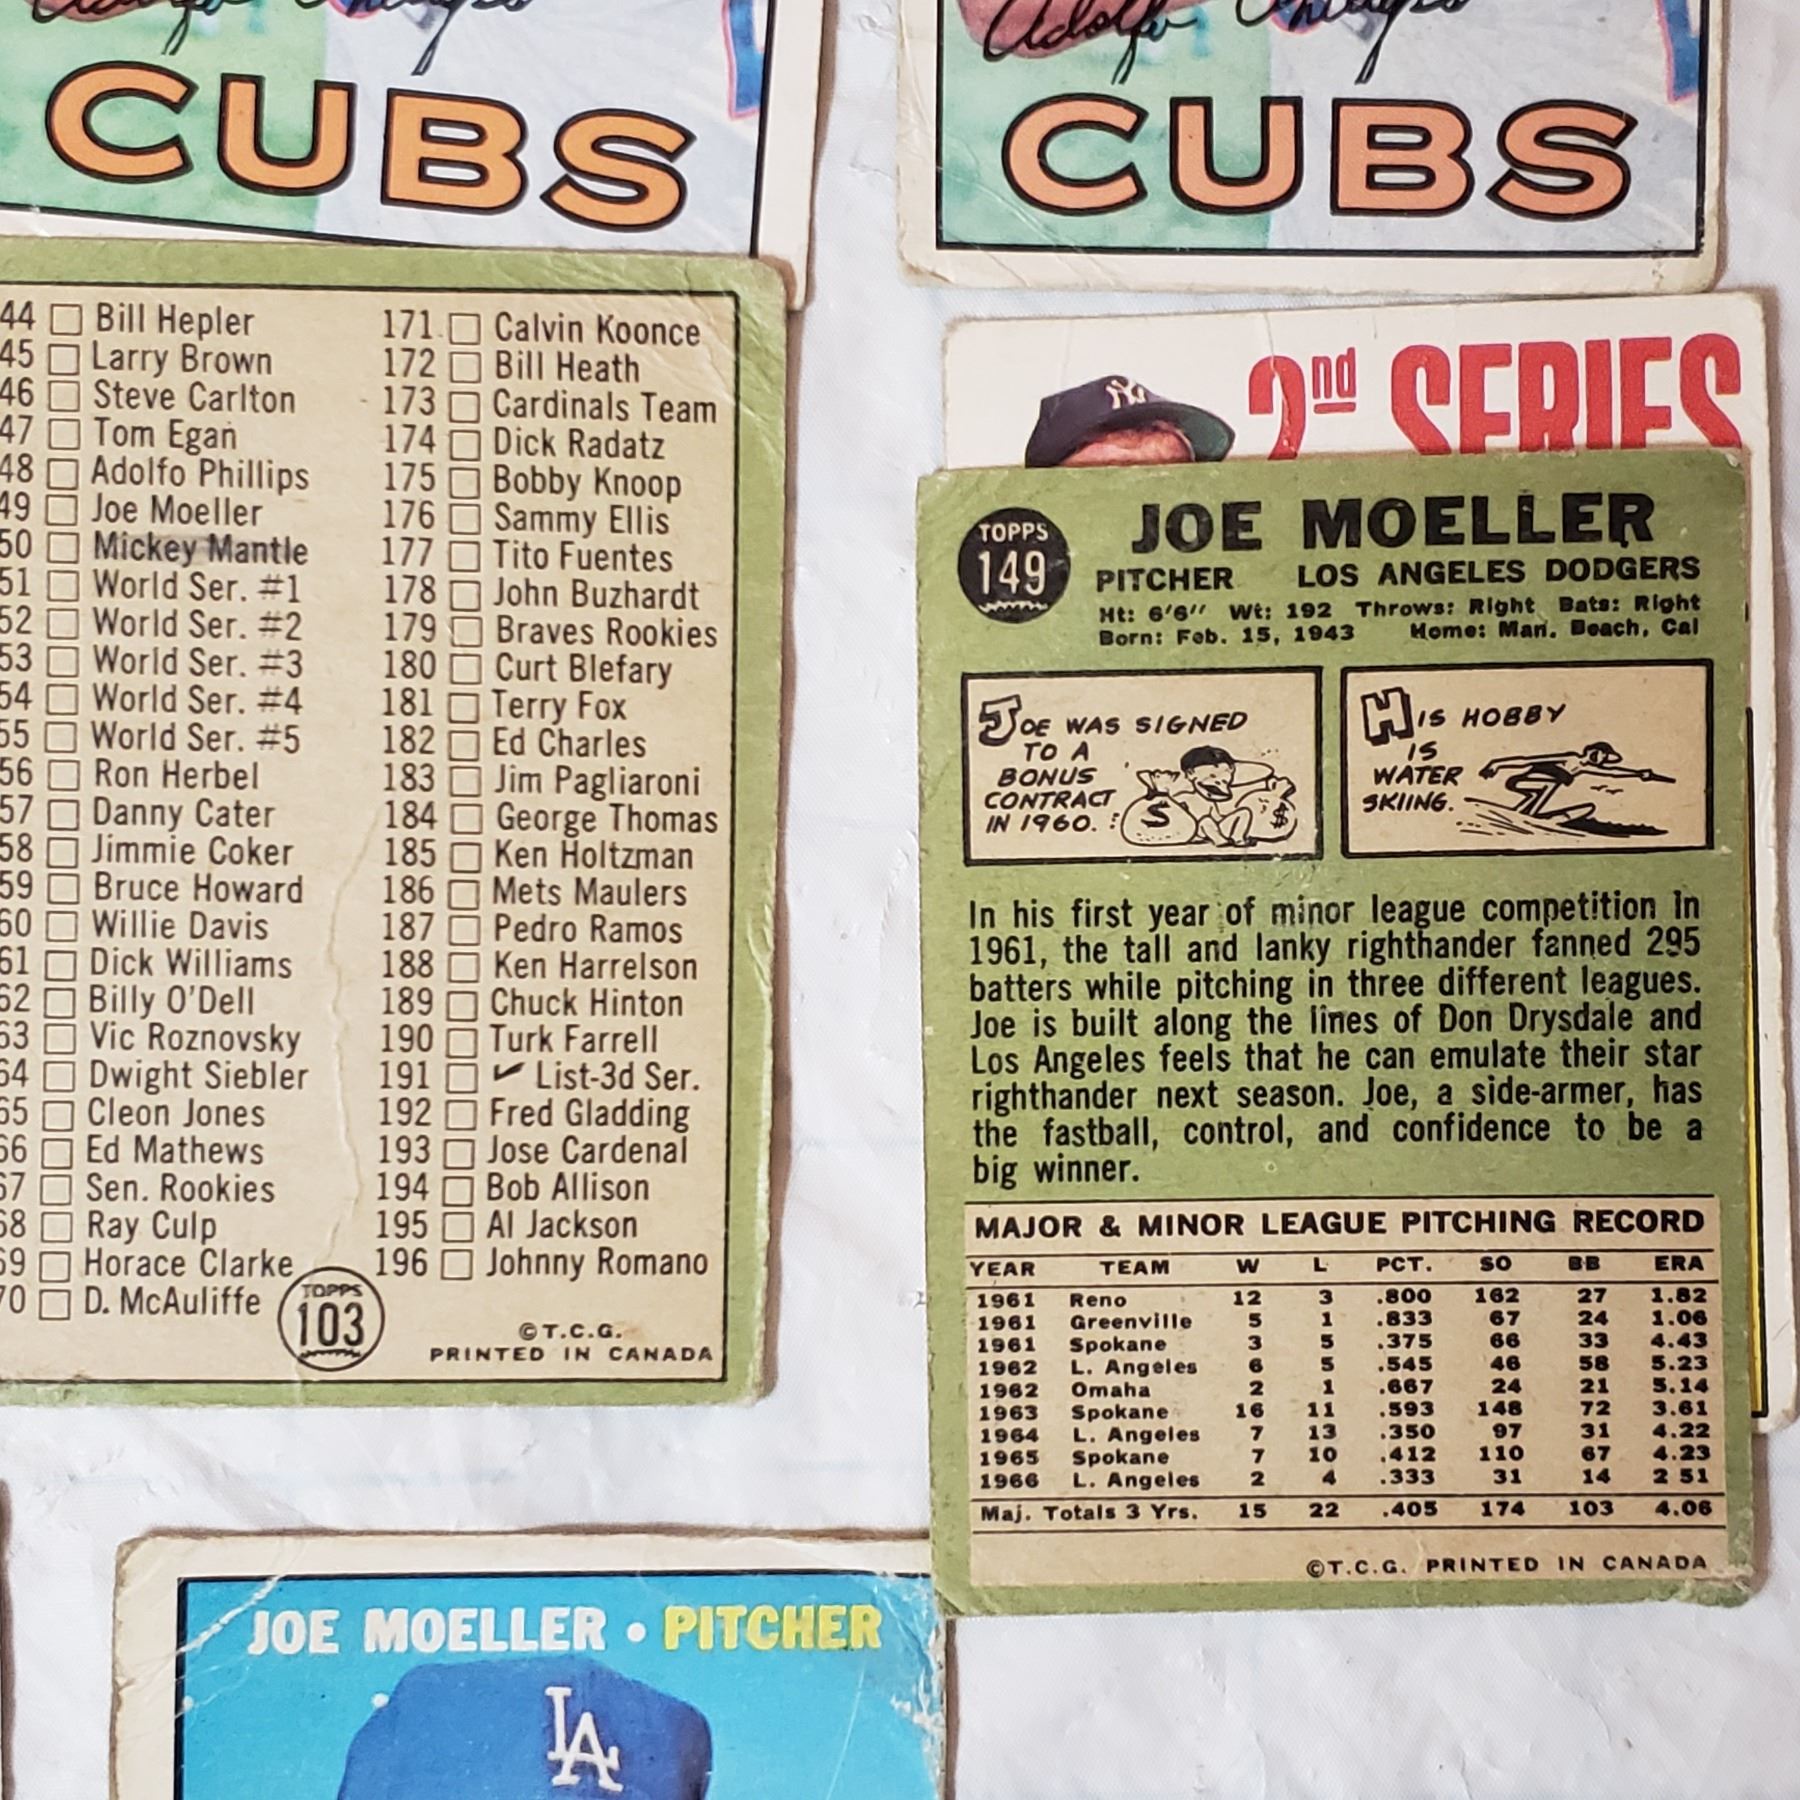 CUBS
CUBS
44 Bill Hepler
45 Larry Brown
46 Steve Carlton
47 Tom Egan
48 Adolfo Phillips
49 Joe Moeller
50 Mickey Mantle
51 World Ser. #1
52 World Ser. #2
53 World Ser. #3
54 World Ser. #4
55 World Ser. #5
56 Ron Herbel
57 Danny Cater
58 Jimmie Coker
59 Bruce Howard
60 Willie Davis
61 Dick Williams
62 Billy O'Dell
63 Vic Roznovsky
64 Dwight Siebler
65 Cleon Jones
66 Ed Mathews
67 Sen. Rookies
68 Ray Culp
69 Horace Clarke
70 D. McAuliffe
171 Calvin Koonce
172 Bill Heath
173 Cardinals Team
174 Dick Radatz
175 Bobby Knoop
176 Sammy Ellis
177 Tito Fuentes
178 John Buzhardt
179 Braves Rookies
180 Curt Blefary
181 Terry Fox
182 Ed Charles
183 Jim Pagliaroni
184 George Thomas
185 Ken Holtzman
186 Mets Maulers
187 Pedro Ramos
188 Ken Harrelson
189 Chuck Hinton
190 Turk Farrell
191 ✔ List-3d Ser.
192 Fred Gladding
193 Jose Cardenal
194 Bob Allison
195 Al Jackson
196 Johnny Romano
TOPPS
103
©T.C.G.
PRINTED IN CANADA
NY
2nd SERIES
TOPPS
149
JOE MOELLER
PITCHER LOS ANGELES DODGERS
Ht: 6'6" Wt: 192 Throws: Right Bats: Right
Born: Feb. 15, 1943 Home: Man. Beach, Cal
JOE WAS SIGNED
TO A
BONUS
CONTRACT
IN 1960.
$ $
HIS HOBBY
IS
WATER
SKIING.
In his first year of minor league competition in
1961, the tall and lanky righthander fanned 295
batters while pitching in three different leagues.
Joe is built along the lines of Don Drysdale and
Los Angeles feels that he can emulate their star
righthander next season. Joe, a side-armer, has
the fastball, control, and confidence to be a
big winner.
MAJOR & MINOR LEAGUE PITCHING RECORD
YEAR TEAM W L PCT. SO BB ERA
1961 Reno 12 3 .800 162 27 1.82
1961 Greenville 5 1 .833 67 24 1.06
1961 Spokane 3 5 .375 66 33 4.43
1962 L. Angeles 6 5 .545 46 58 5.23
1962 Omaha 2 1 .667 24 21 5.14
1963 Spokane 16 11 .593 148 72 3.61
1964 L. Angeles 7 13 .350 97 31 4.22
1965 Spokane 7 10 .412 110 67 4.23
1966 L. Angeles 2 4 .333 31 14 2 51
Maj. Totals 3 Yrs. 15 22 .405 174 103 4.06
©T.C.G. PRINTED IN CANADA
JOE MOELLER • PITCHER
LA